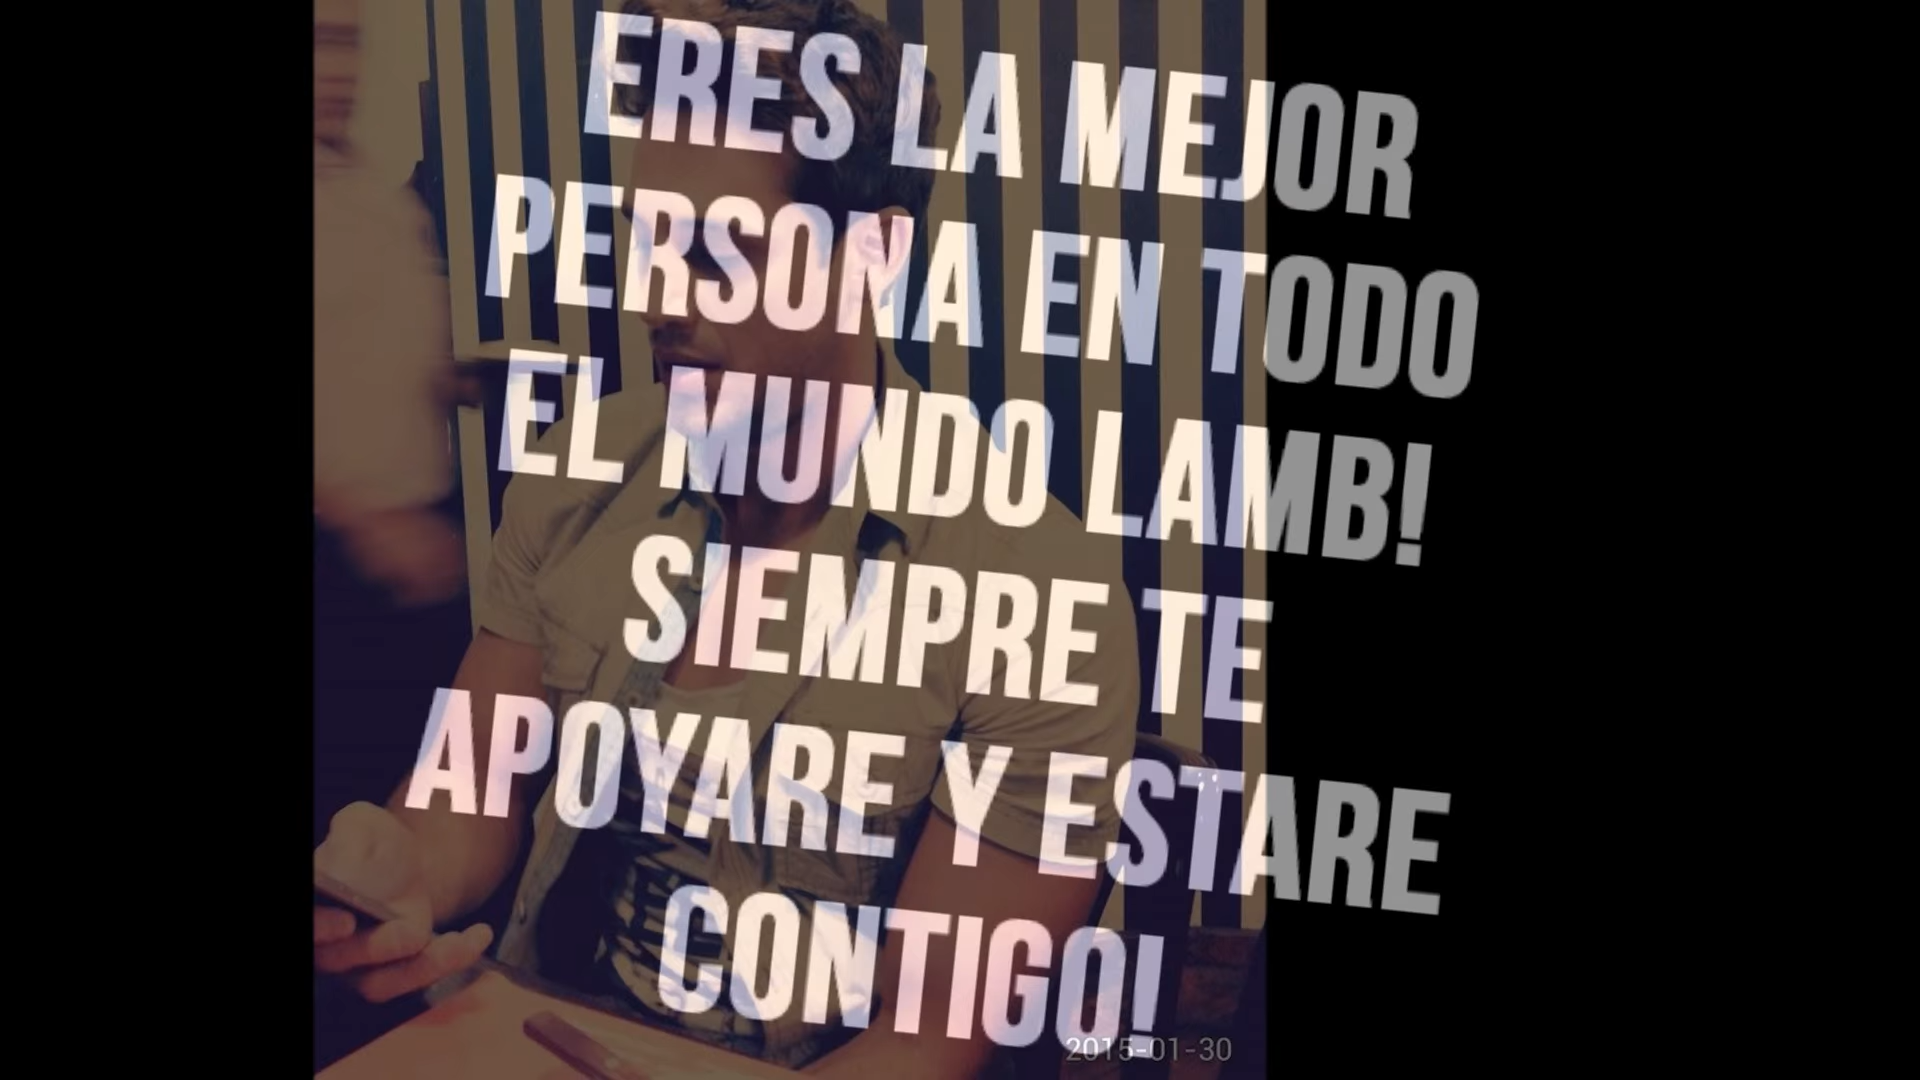 ERES LA MEJOR
PERSONA EN TODO
EL MUNDO LAMB!
SIEMPRE TE
APOYARE Y ESTARE
CONTIGO!
2015-01-30